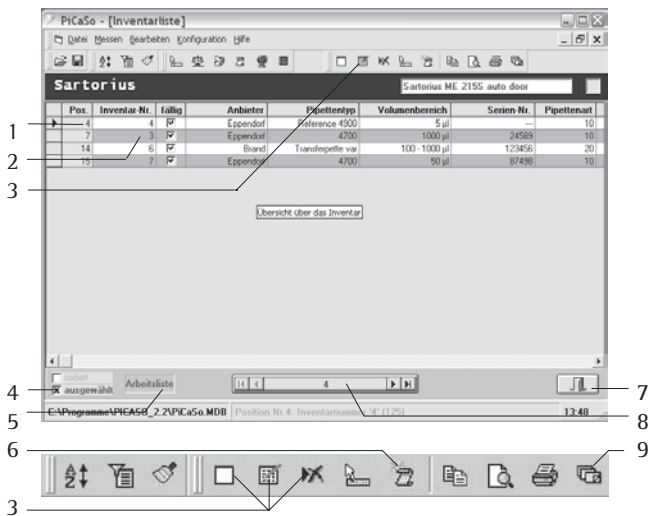 PiCaSo - [Inventarliste]
Datei Messen Bearbeiten Konfiguration Hilfe
Sartorius
Sartorius ME 215S auto door
Pos. Inventar-Nr. fällig Anbieter Pipettentyp Volumenbereich Serien-Nr. Pipettenart
4 4 Eppendorf Reference 4900 5 µl --- 10
7 3 Eppendorf 4700 1000 µl 24589 10
14 6 Brand Transferpette var. 100 - 1000 µl 123456 20
15 7 Eppendorf 4700 50 µl 87498 10
Übersicht über das Inventar
sortiert
ausgewählt
Arbeitsliste
4
C:\Programme\PICASO_2.2\PiCaSo.MDB
Position Nr.4: Inventarnummer '4' (125)
13:48
1
2
3
4
5
6
3
7
8
9
A
Z